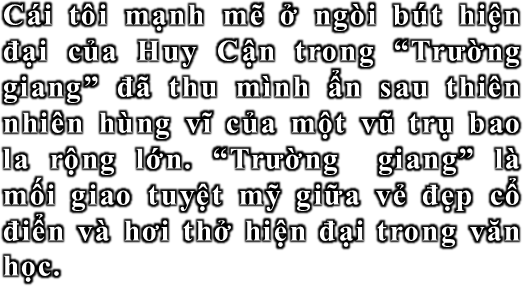 Cái tôi mạnh mẽ ở ngòi bút hiện
đại của Huy Cận trong “Trường
giang” đã thu mình ẩn sau thiên
nhiên hùng vĩ của một vũ trụ bao
la rộng lớn. “Trường giang” là
mối giao tuyệt mỹ giữa vẻ đẹp cổ
điển và hơi thở hiện đại trong văn
học.